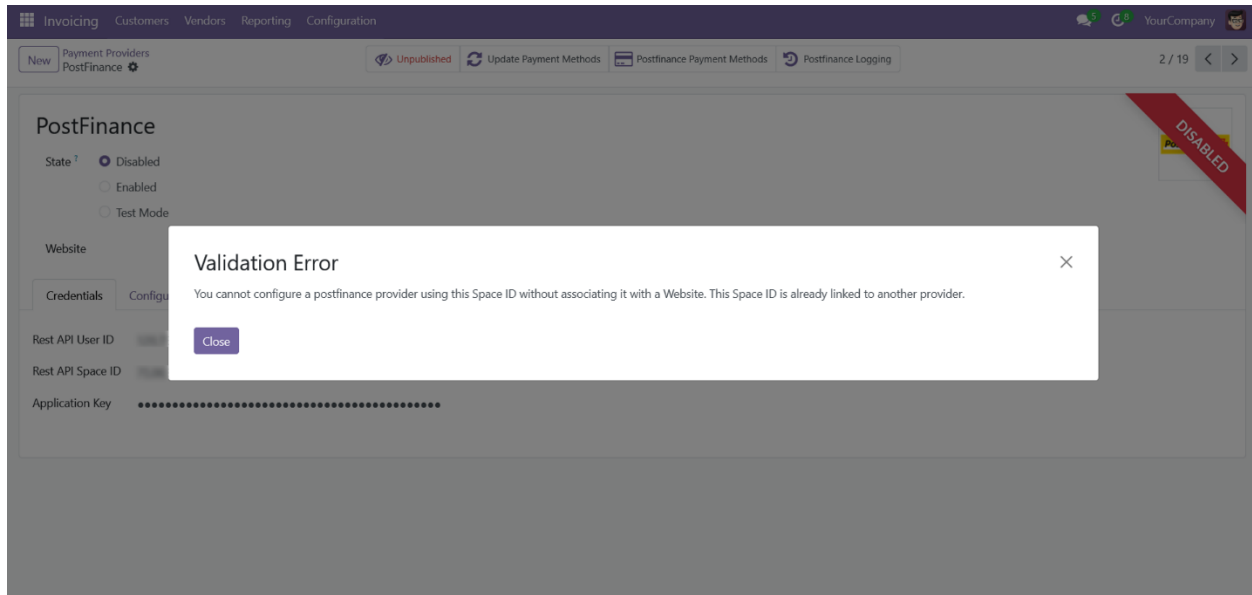 Invoicing Customers Vendors Reporting Configuration 5 8 YourCompany
New Payment Providers Unpublished Update Payment Methods Postfinance Payment Methods Postfinance Logging 2 / 19
PostFinance
PostFinance
DISABLED
State ? Disabled
Enabled
Test Mode
Website
Validation Error
Credentials
You cannot configure a postfinance provider using this Space ID without associating it with a Website. This Space ID is already linked to another provider.
Rest API User ID
Close
Rest API Space ID
Application Key